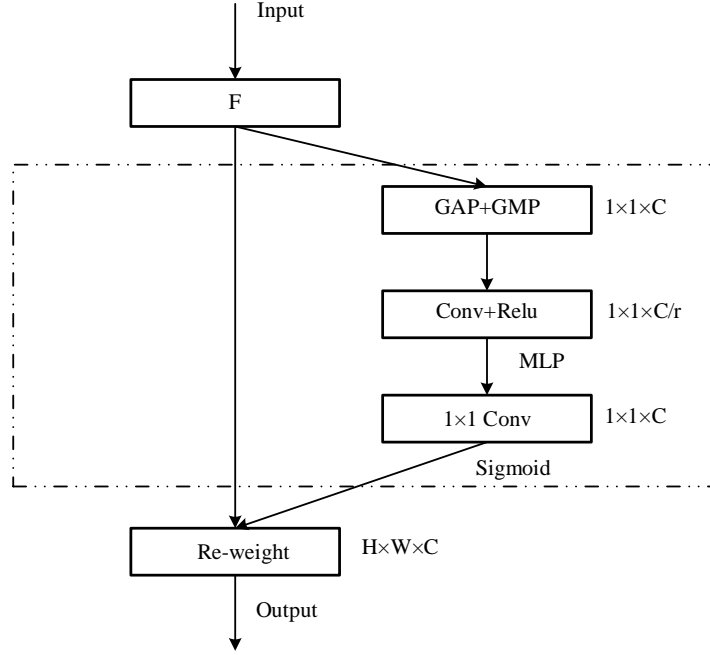 Input
F
GAP+GMP
1×1×C
Conv+Relu
1×1×C/r
MLP
1×1 Conv
1×1×C
Sigmoid
Re-weight
H×W×C
Output